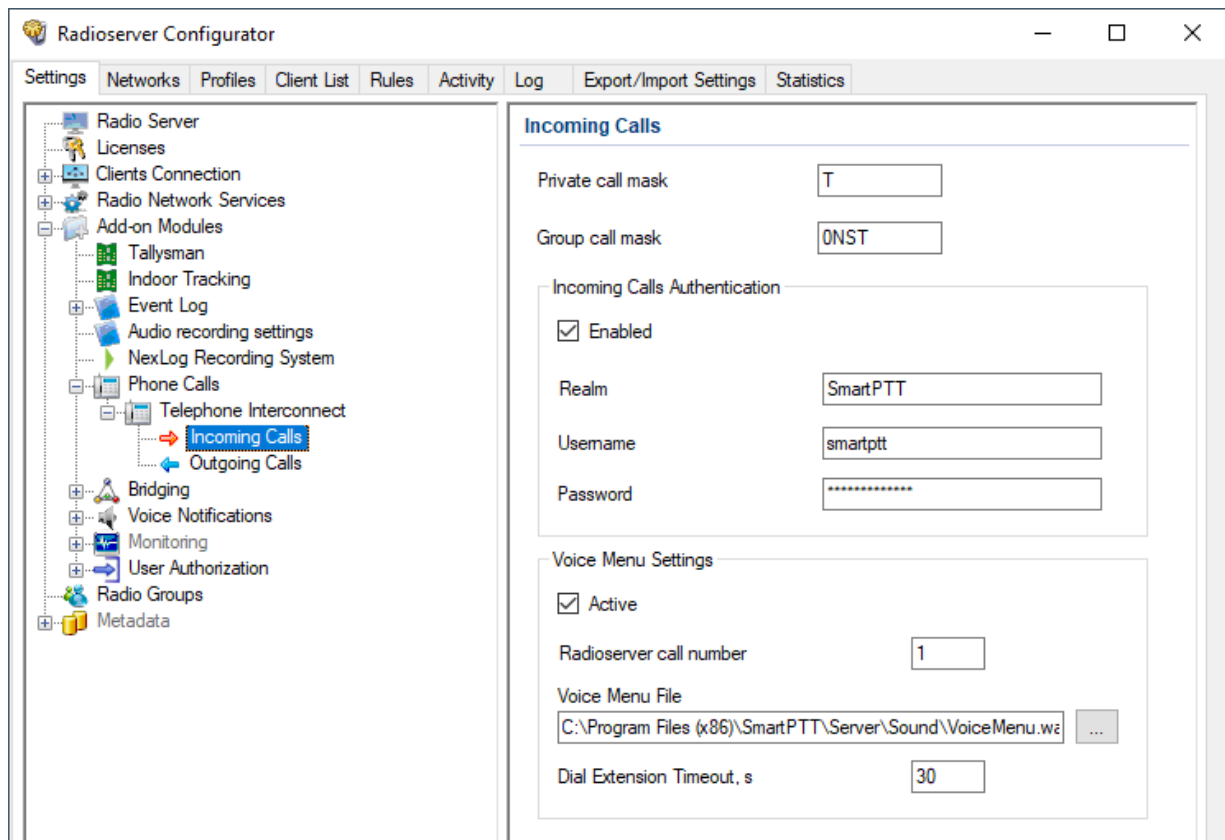 Radioserver Configurator
Settings Networks Profiles Client List Rules Activity Log Export/Import Settings Statistics
Radio Server
Licenses
Clients Connection
Radio Network Services
Add-on Modules
Tallysman
Indoor Tracking
Event Log
Audio recording settings
NexLog Recording System
Phone Calls
Telephone Interconnect
Incoming Calls
Outgoing Calls
Bridging
Voice Notifications
Monitoring
User Authorization
Radio Groups
Metadata
Incoming Calls
Private call mask T
Group call mask 0NST
Incoming Calls Authentication
Enabled
Realm SmartPTT
Username smartptt
Password *************
Voice Menu Settings
Active
Radioserver call number 1
Voice Menu File
C:\Program Files (x86)\SmartPTT\Server\Sound\VoiceMenu.wa ...
Dial Extension Timeout, s 30